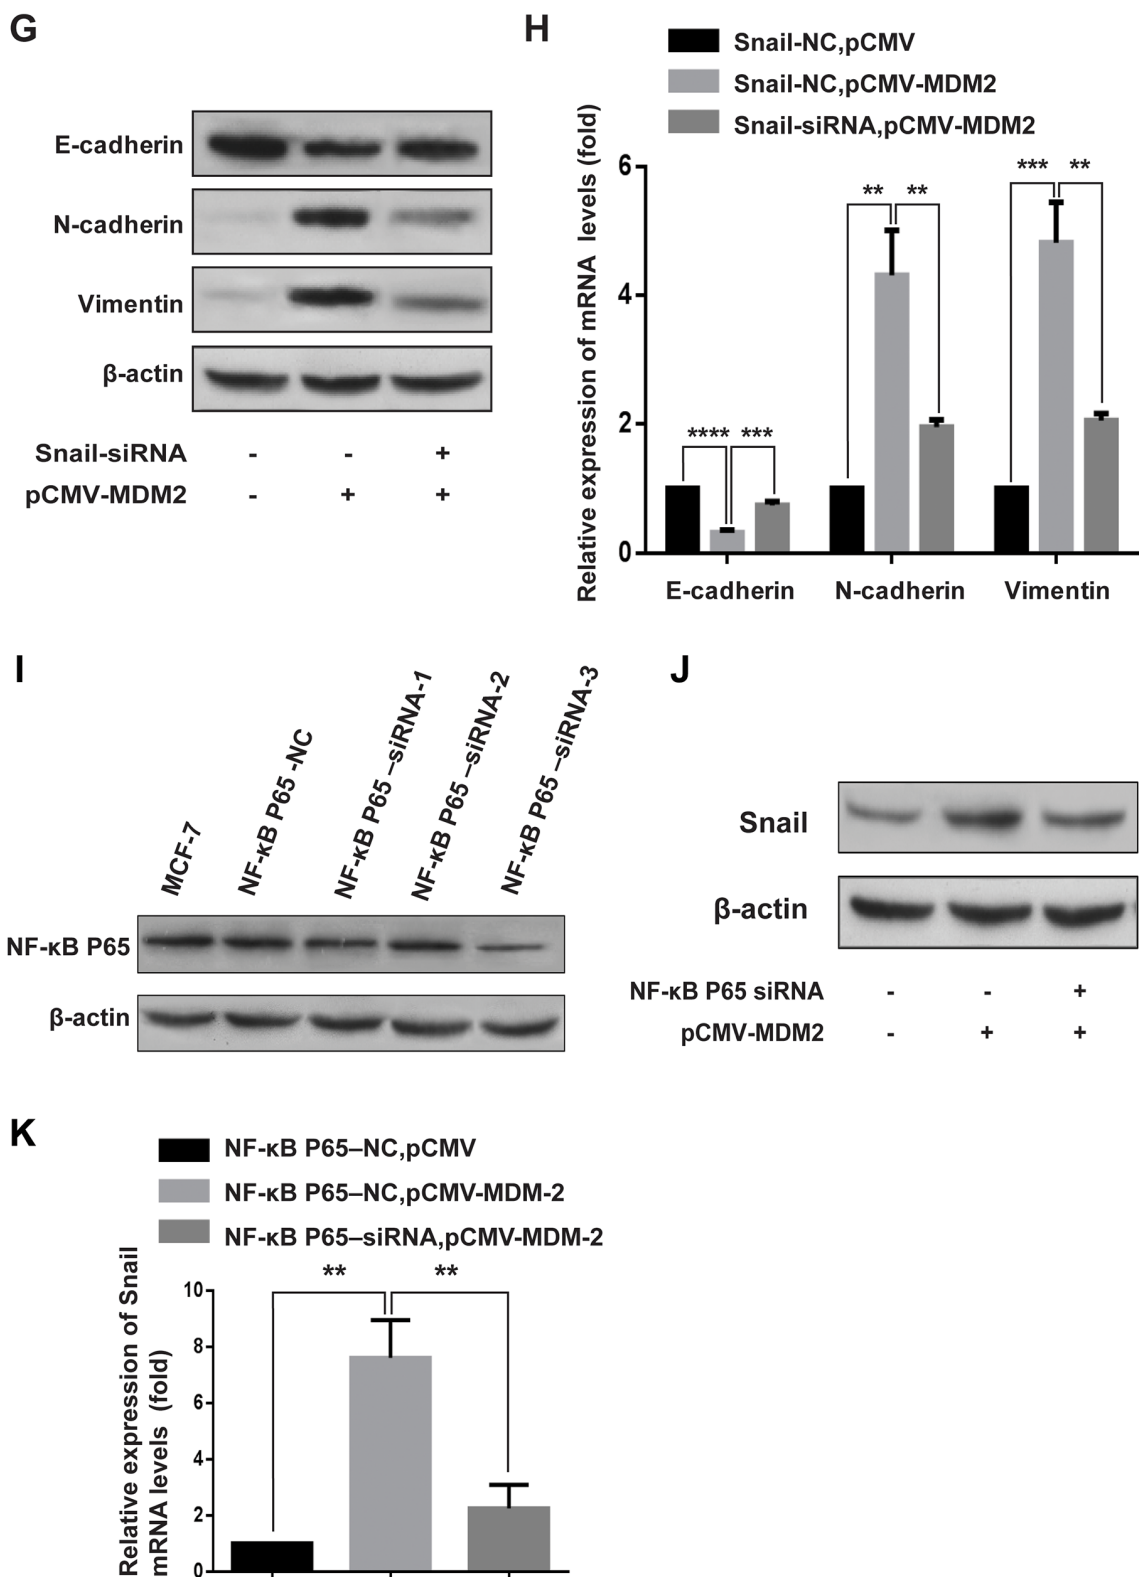 G
E-cadherin
N-cadherin
Vimentin
β-actin
Snail-siRNA - - +
pCMV-MDM2 - + +
H
Snail-NC,pCMV
Snail-NC,pCMV-MDM2
Snail-siRNA,pCMV-MDM2
Relative expression of mRNA levels (fold)
6
4
2
0
**** ***
** **
*** **
E-cadherin N-cadherin Vimentin
I
MCF-7
NF-κB P65 -NC
NF-κB P65 –siRNA-1
NF-κB P65 –siRNA-2
NF-κB P65 –siRNA-3
NF-κB P65
β-actin
J
Snail
β-actin
NF-κB P65 siRNA - - +
pCMV-MDM2 - + +
K
NF-κB P65–NC,pCMV
NF-κB P65–NC,pCMV-MDM-2
NF-κB P65–siRNA,pCMV-MDM-2
Relative expression of Snail
mRNA levels (fold)
** **
10
8
6
4
2
0